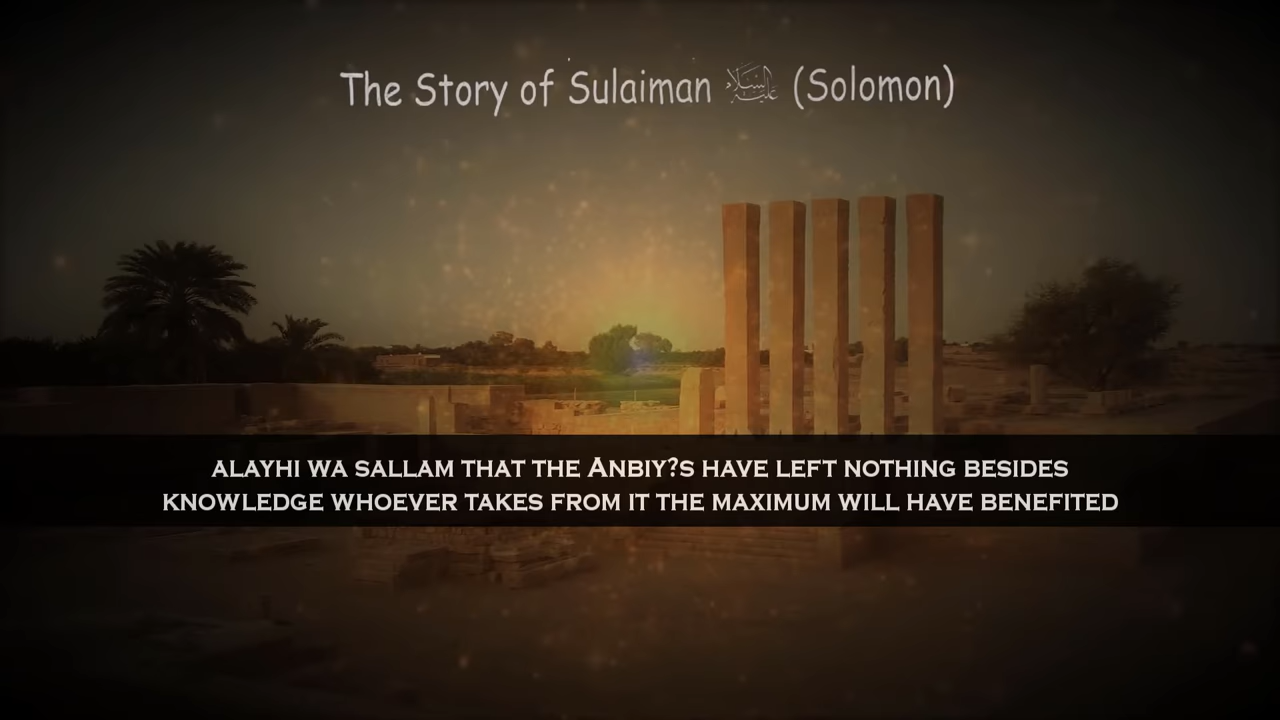 The Story of Sulaiman عليه السلام (Solomon)
ALAYHI WA SALLAM THAT THE ANBIY?S HAVE LEFT NOTHING BESIDES
KNOWLEDGE WHOEVER TAKES FROM IT THE MAXIMUM WILL HAVE BENEFITED